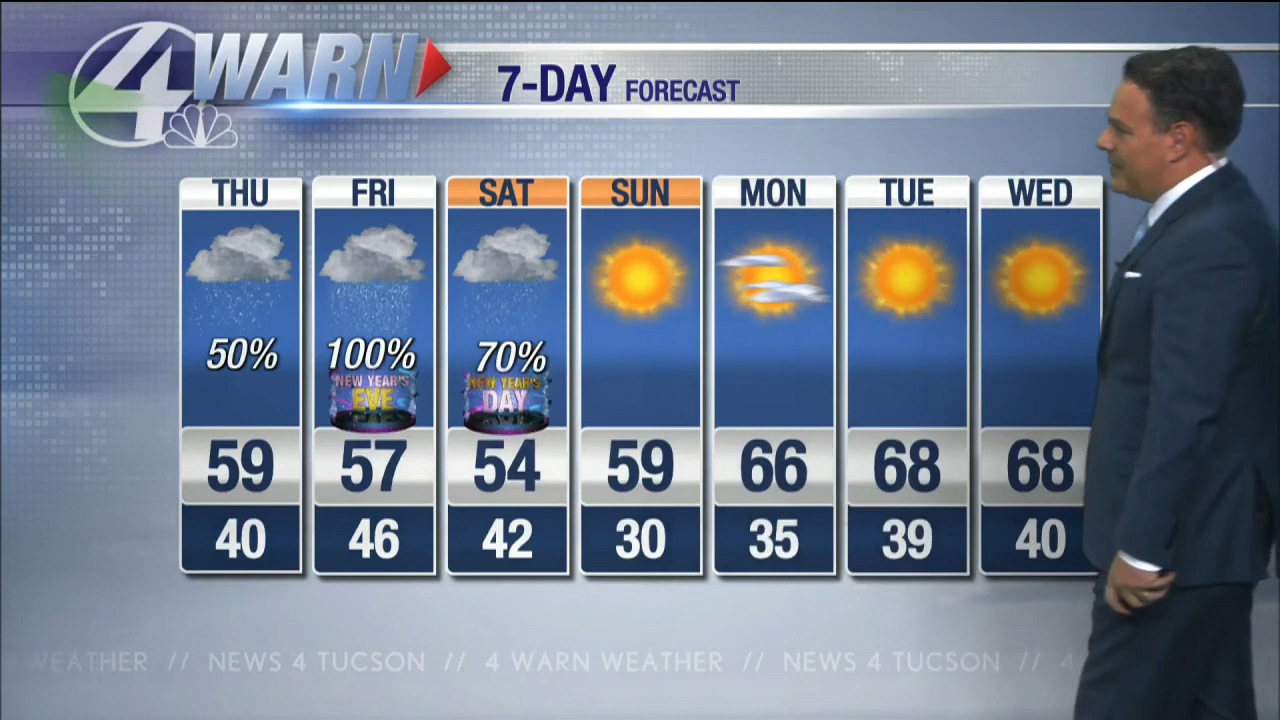 4WARN
7-DAY FORECAST
THU FRI SAT SUN MON TUE WED
50% 100% 70%
NEW YEAR'S NEW YEAR'S
EVE DAY
59 57 54 59 66 68 68
40 46 42 30 35 39 40
WEATHER // NEWS 4 TUCSON // 4 WARN WEATHER // NEWS 4 TUCSON // 4